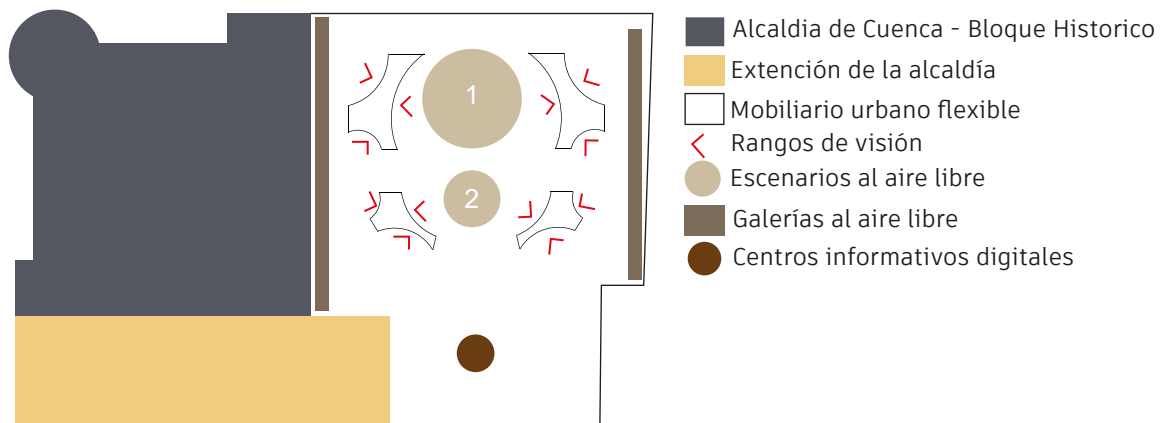 1
2
Alcaldia de Cuenca - Bloque Historico
Extención de la alcaldía
Mobiliario urbano flexible
Rangos de visión
Escenarios al aire libre
Galerías al aire libre
Centros informativos digitales